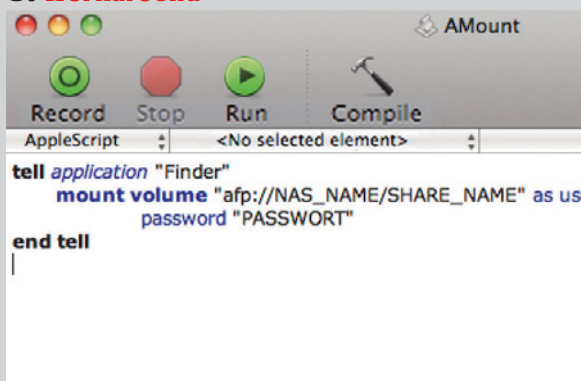 AMount
Record Stop Run Compile
AppleScript <No selected element>
tell application "Finder"
mount volume "afp://NAS_NAME/SHARE_NAME" as us
password "PASSWORT"
end tell